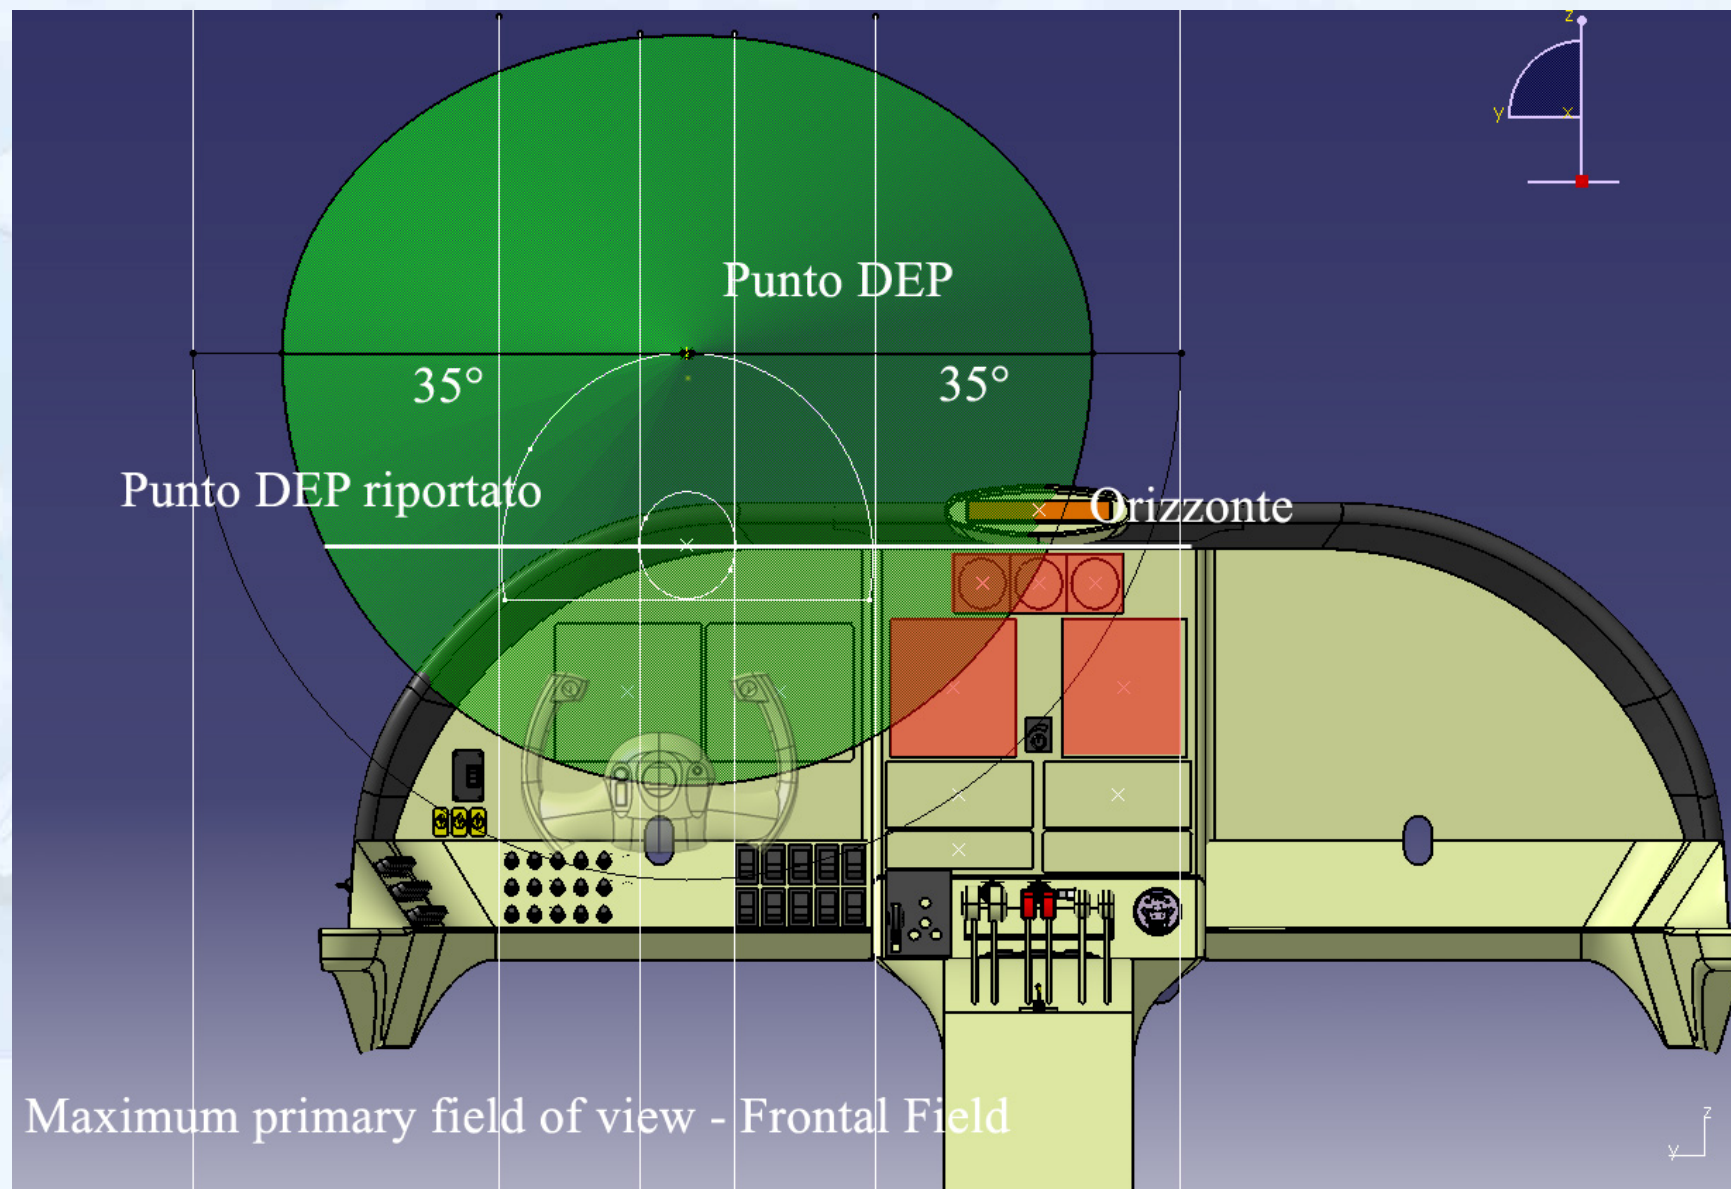 z
y
x
Punto DEP
35°
35°
Punto DEP riportato
Orizzonte
Maximum primary field of view - Frontal Field
z
y